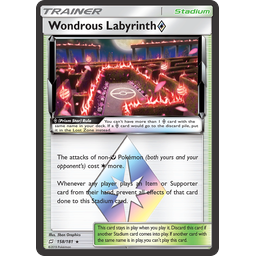 TRAINER
Stadium
Wondrous Labyrinth ◇
(Prism Star) Rule
You can't have more than 1 ◇ card with the
same name in your deck. If a ◇ card would go to the discard pile, put
it in the Lost Zone instead.
The attacks of non- Pokémon (both yours and your
opponent's) cost more.
Whenever any player plays an Item or Supporter
card from their hand, prevent all effects of that card
done to this Stadium card.
This card stays in play when you play it. Discard this card if
another Stadium card comes into play. If another card with
the same name is in play, you can't play this card.
158/181 ★